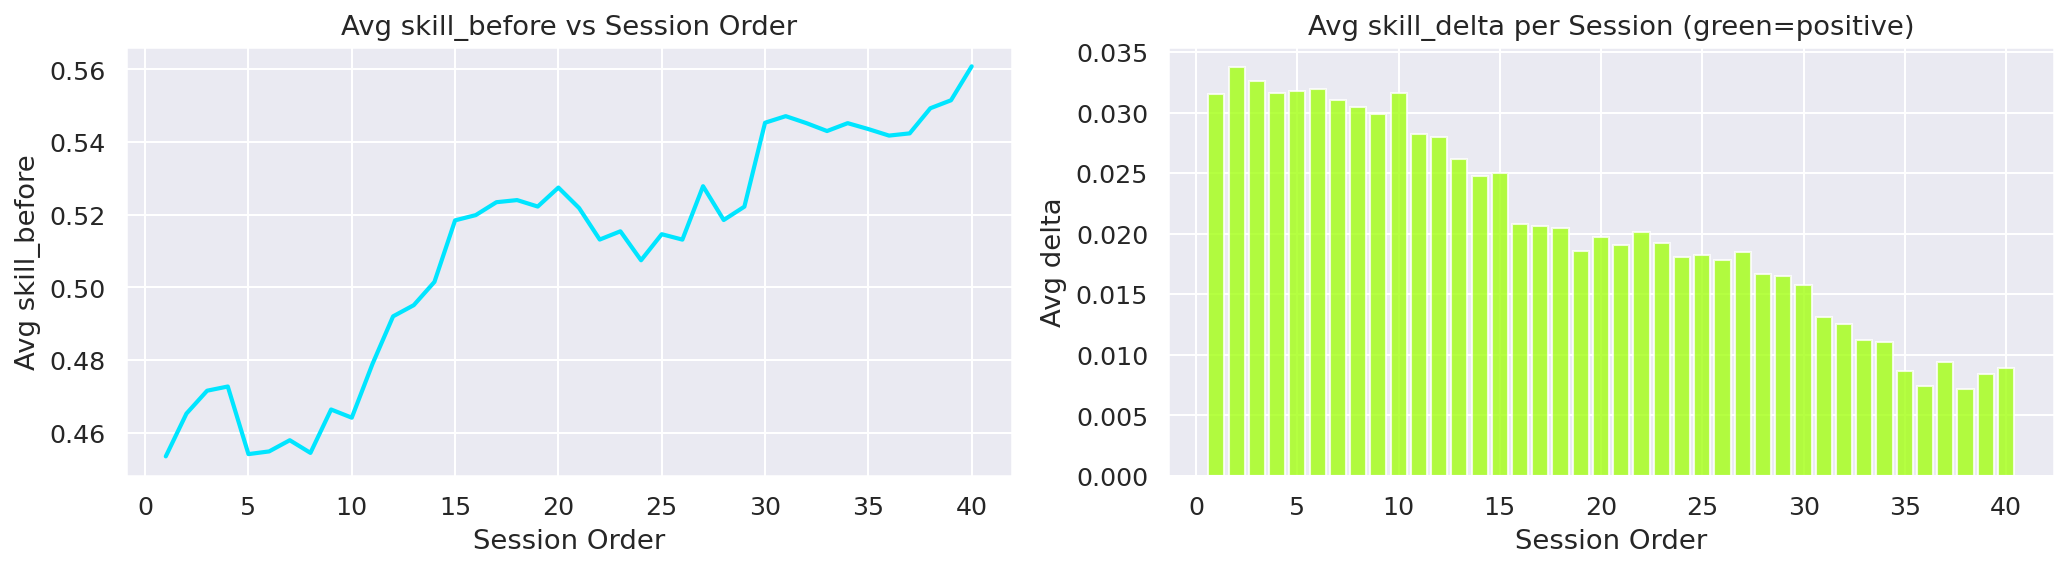 Avg skill_before vs Session Order
Avg skill_before
0.56
0.54
0.52
0.50
0.48
0.46
0 5 10 15 20 25 30 35 40
Session Order
Avg skill_delta per Session (green=positive)
Avg delta
0.035
0.030
0.025
0.020
0.015
0.010
0.005
0.000
0 5 10 15 20 25 30 35 40
Session Order